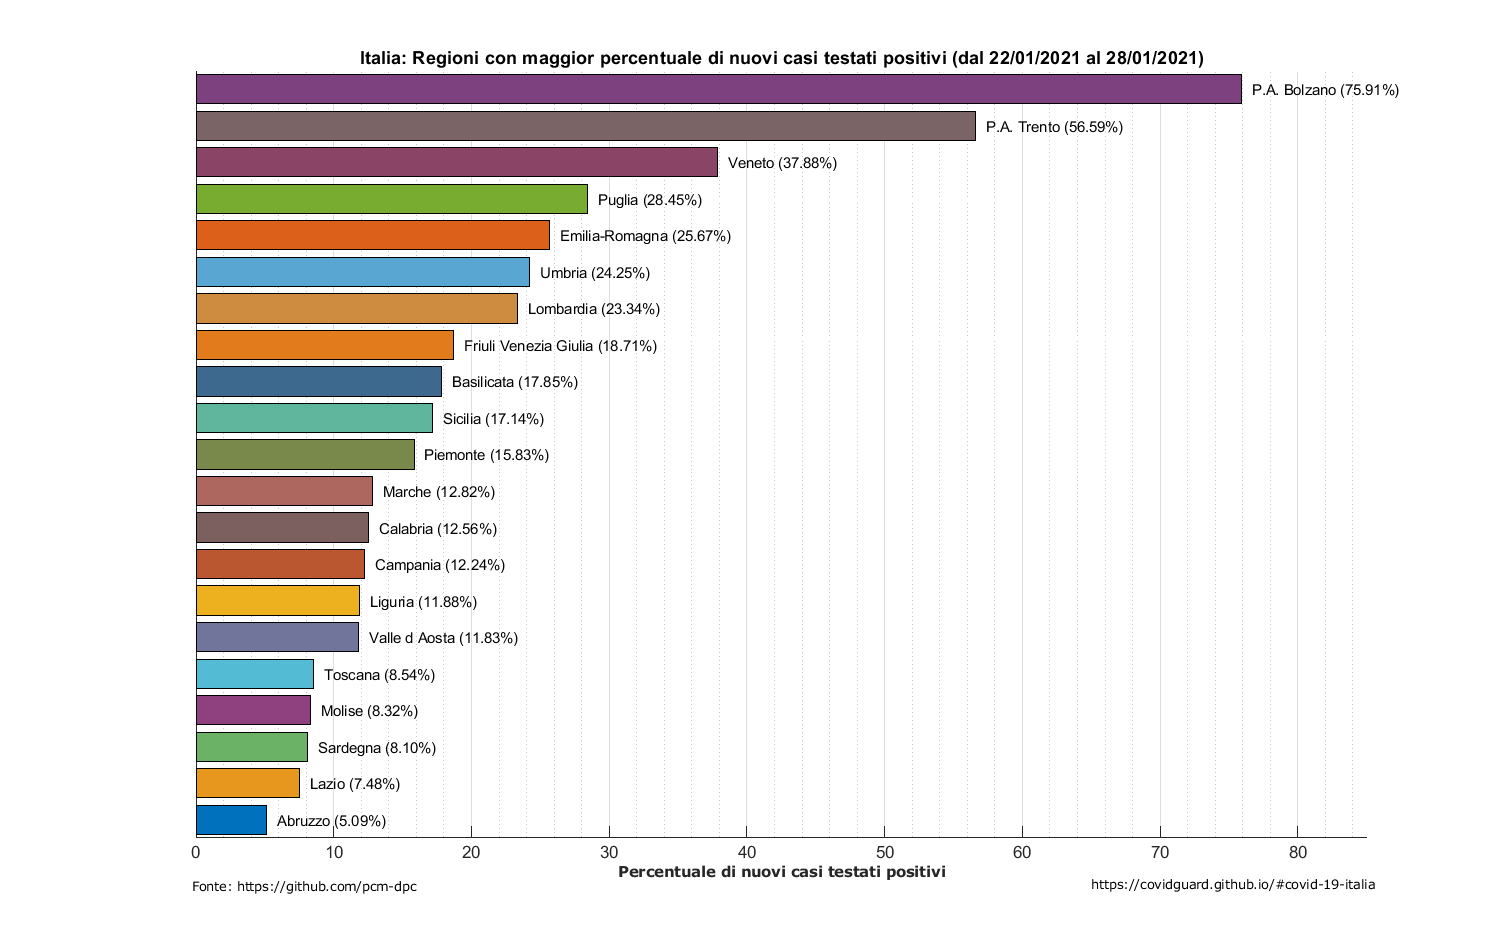 Italia: Regioni con maggior percentuale di nuovi casi testati positivi (dal 22/01/2021 al 28/01/2021)
P.A. Bolzano (75.91%)
P.A. Trento (56.59%)
Veneto (37.88%)
Puglia (28.45%)
Emilia-Romagna (25.67%)
Umbria (24.25%)
Lombardia (23.34%)
Friuli Venezia Giulia (18.71%)
Basilicata (17.85%)
Sicilia (17.14%)
Piemonte (15.83%)
Marche (12.82%)
Calabria (12.56%)
Campania (12.24%)
Liguria (11.88%)
Valle d Aosta (11.83%)
Toscana (8.54%)
Molise (8.32%)
Sardegna (8.10%)
Lazio (7.48%)
Abruzzo (5.09%)
0 10 20 30 40 50 60 70 80
Percentuale di nuovi casi testati positivi
Fonte: https://github.com/pcm-dpc
https://covidguard.github.io/#covid-19-italia